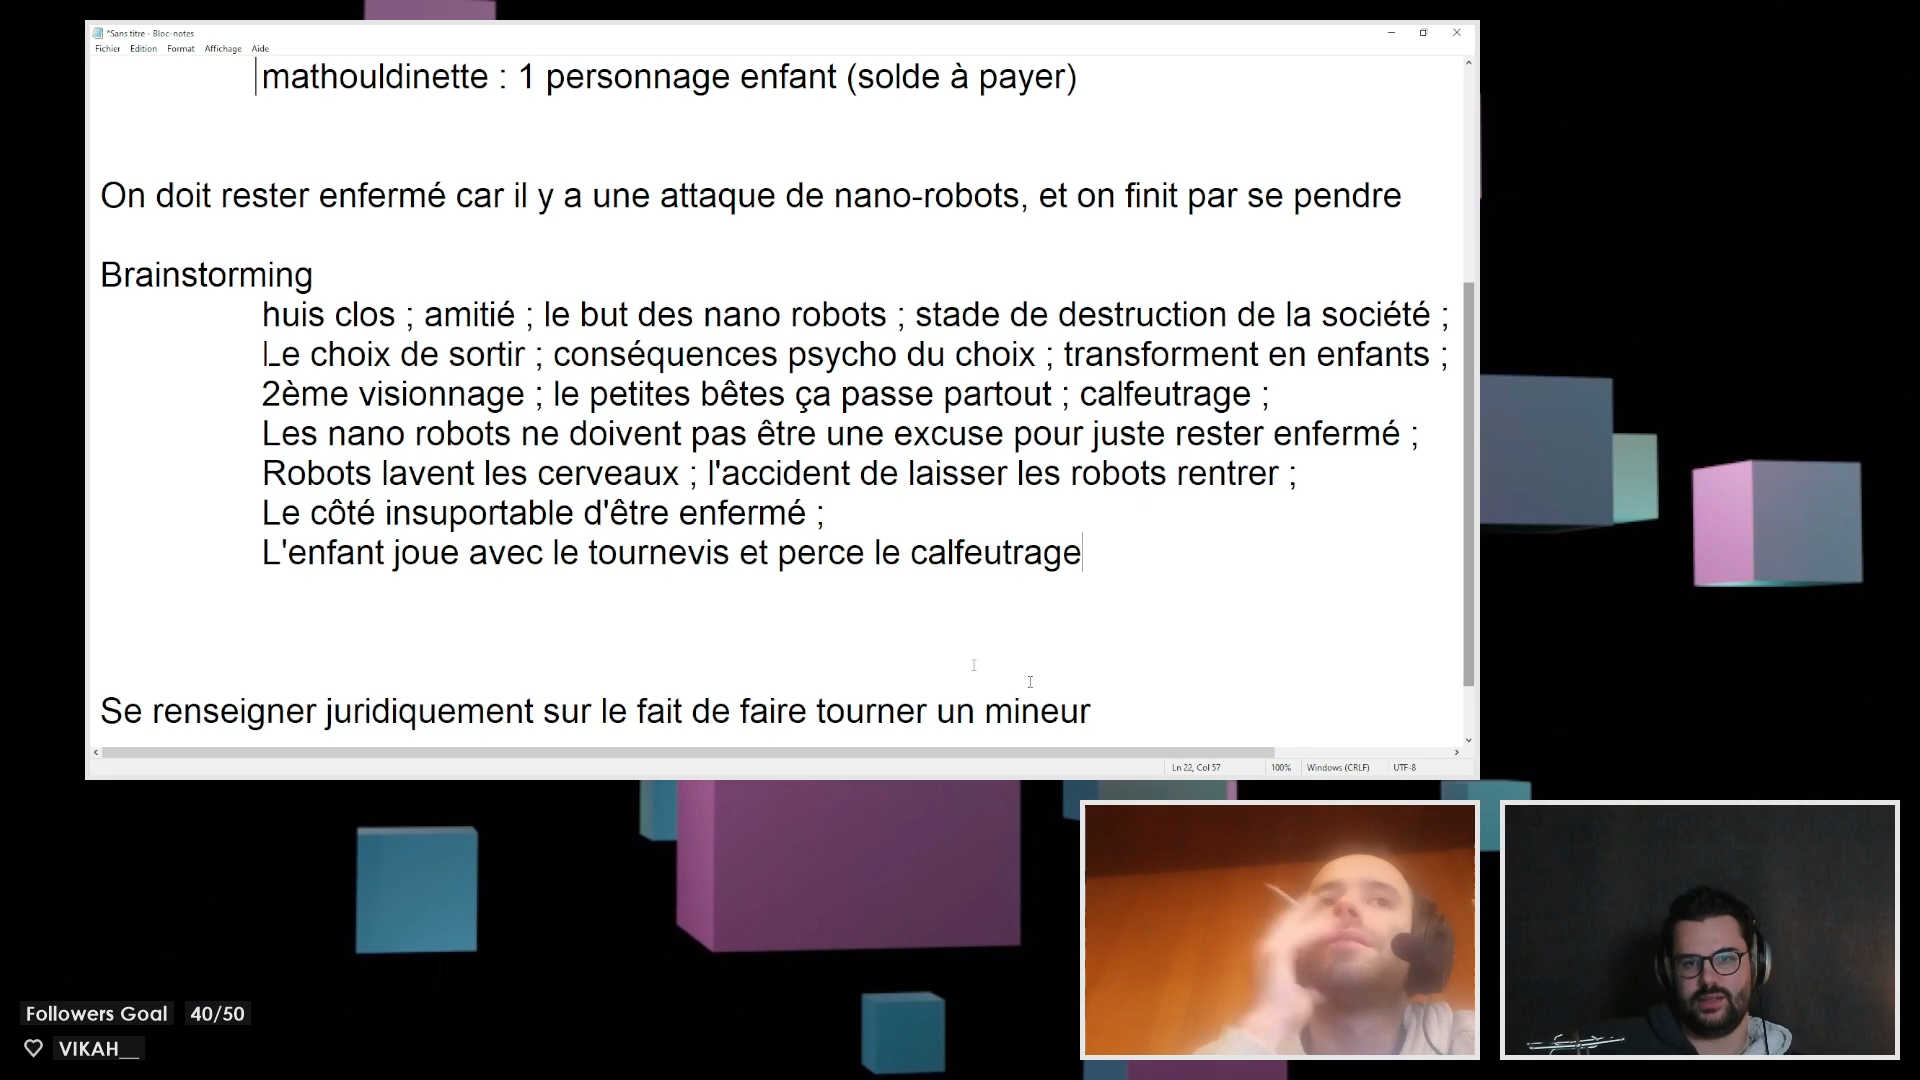 *Sans titre - Bloc-notes
Fichier Edition Format Affichage Aide
mathouldinette : 1 personnage enfant (solde à payer)
On doit rester enfermé car il y a une attaque de nano-robots, et on finit par se pendre
Brainstorming
huis clos ; amitié ; le but des nano robots ; stade de destruction de la société ;
Le choix de sortir ; conséquences psycho du choix ; transforment en enfants ;
2ème visionnage ; le petites bêtes ça passe partout ; calfeutrage ;
Les nano robots ne doivent pas être une excuse pour juste rester enfermé ;
Robots lavent les cerveaux ; l'accident de laisser les robots rentrer ;
Le côté insuportable d'être enfermé ;
L'enfant joue avec le tournevis et perce le calfeutrage
Se renseigner juridiquement sur le fait de faire tourner un mineur
Ln 22, Col 57 100% Windows (CRLF) UTF-8
Followers Goal 40/50
VIKAH__